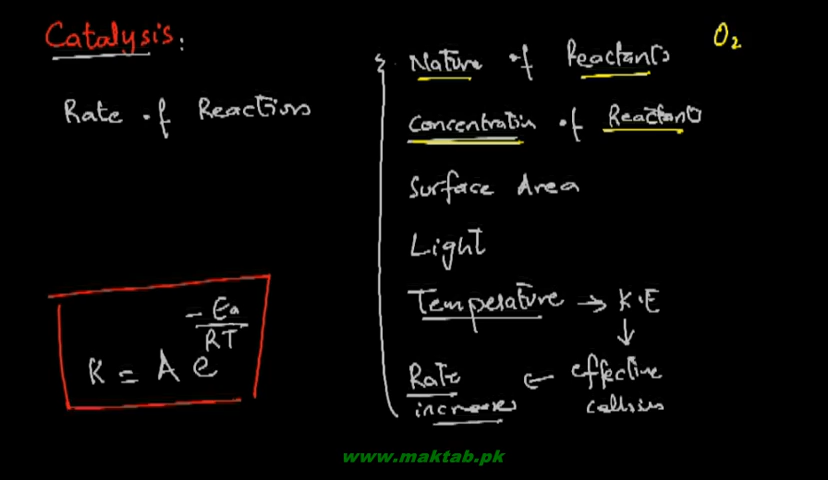 Catalysis:
Rate of Reactions
K = A e^(-Ea/RT)
O2
Nature of Reactants
Concentration of Reactants
Surface Area
Light
Temperature → K.E
↓
Rate ← effective
increases collisions
www.maktab.pk